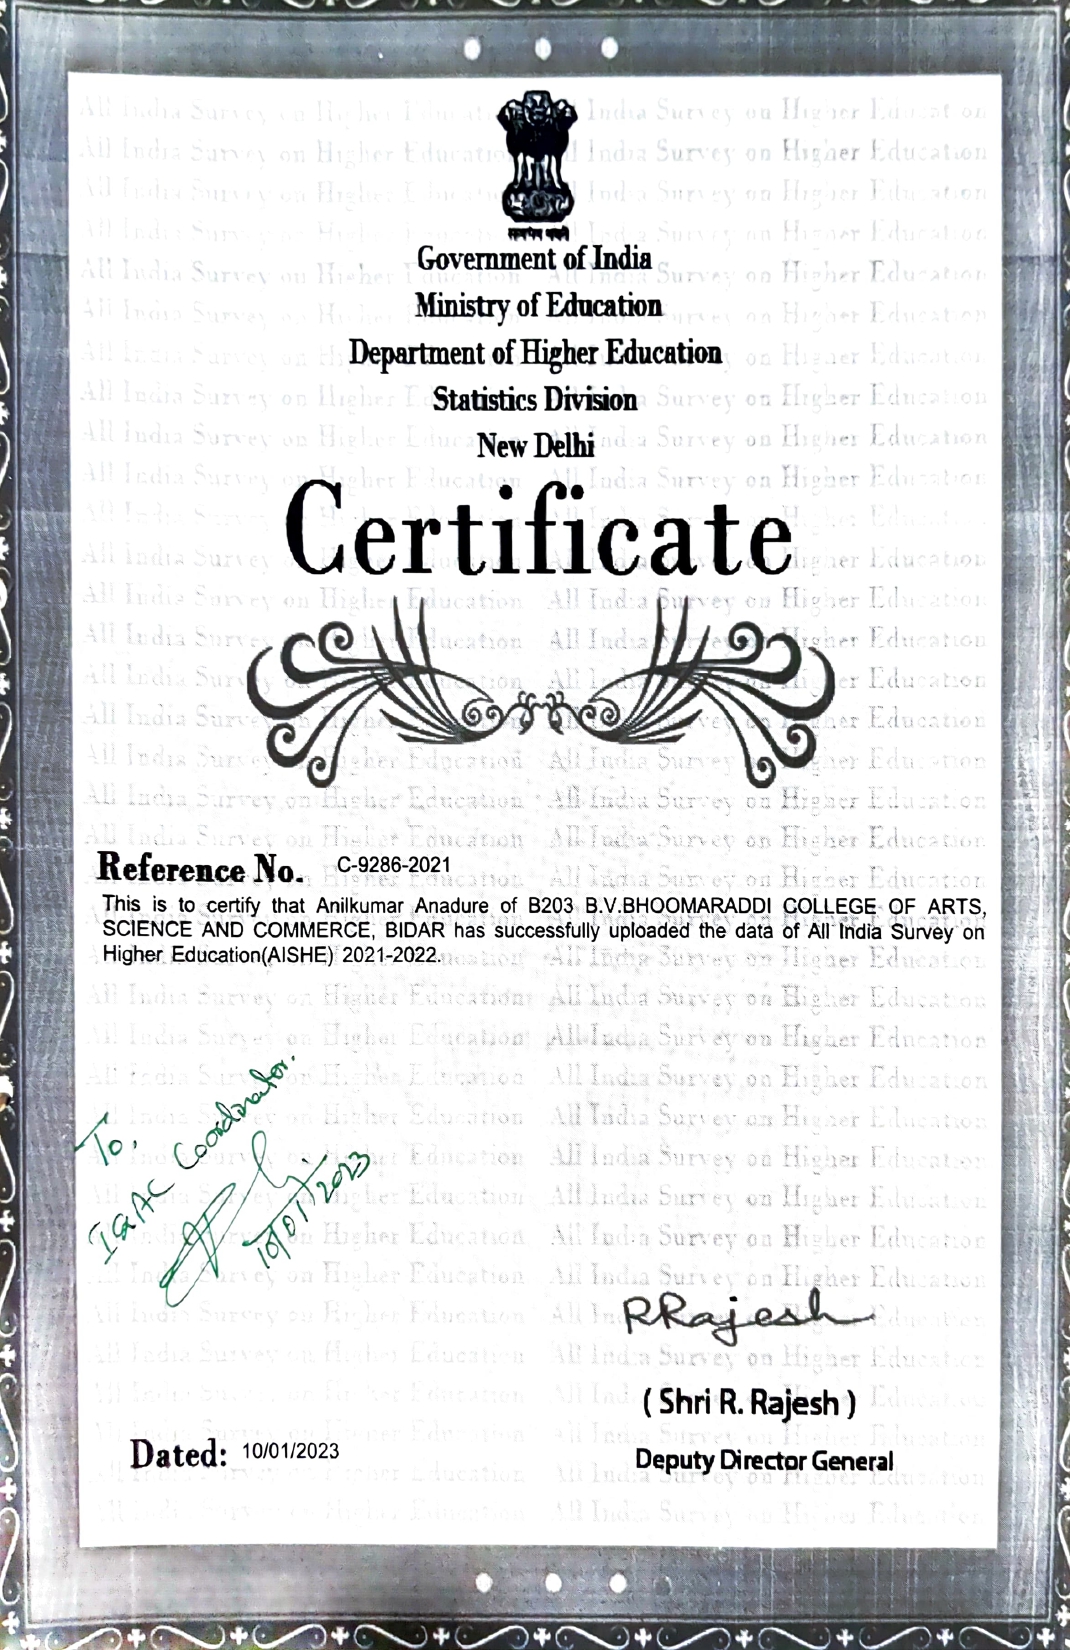 सत्यमेव जयते
Government of India
Ministry of Education
Department of Higher Education
Statistics Division
New Delhi
Certificate
Reference No. C-9286-2021
This is to certify that Anilkumar Anadure of B203 B.V.BHOOMARADDI COLLEGE OF ARTS,
SCIENCE AND COMMERCE, BIDAR has successfully uploaded the data of All India Survey on
Higher Education(AISHE) 2021-2022.
To.
IQAC Coordinator.
10/01/2023
RRajesh
( Shri R. Rajesh )
Deputy Director General
Dated: 10/01/2023